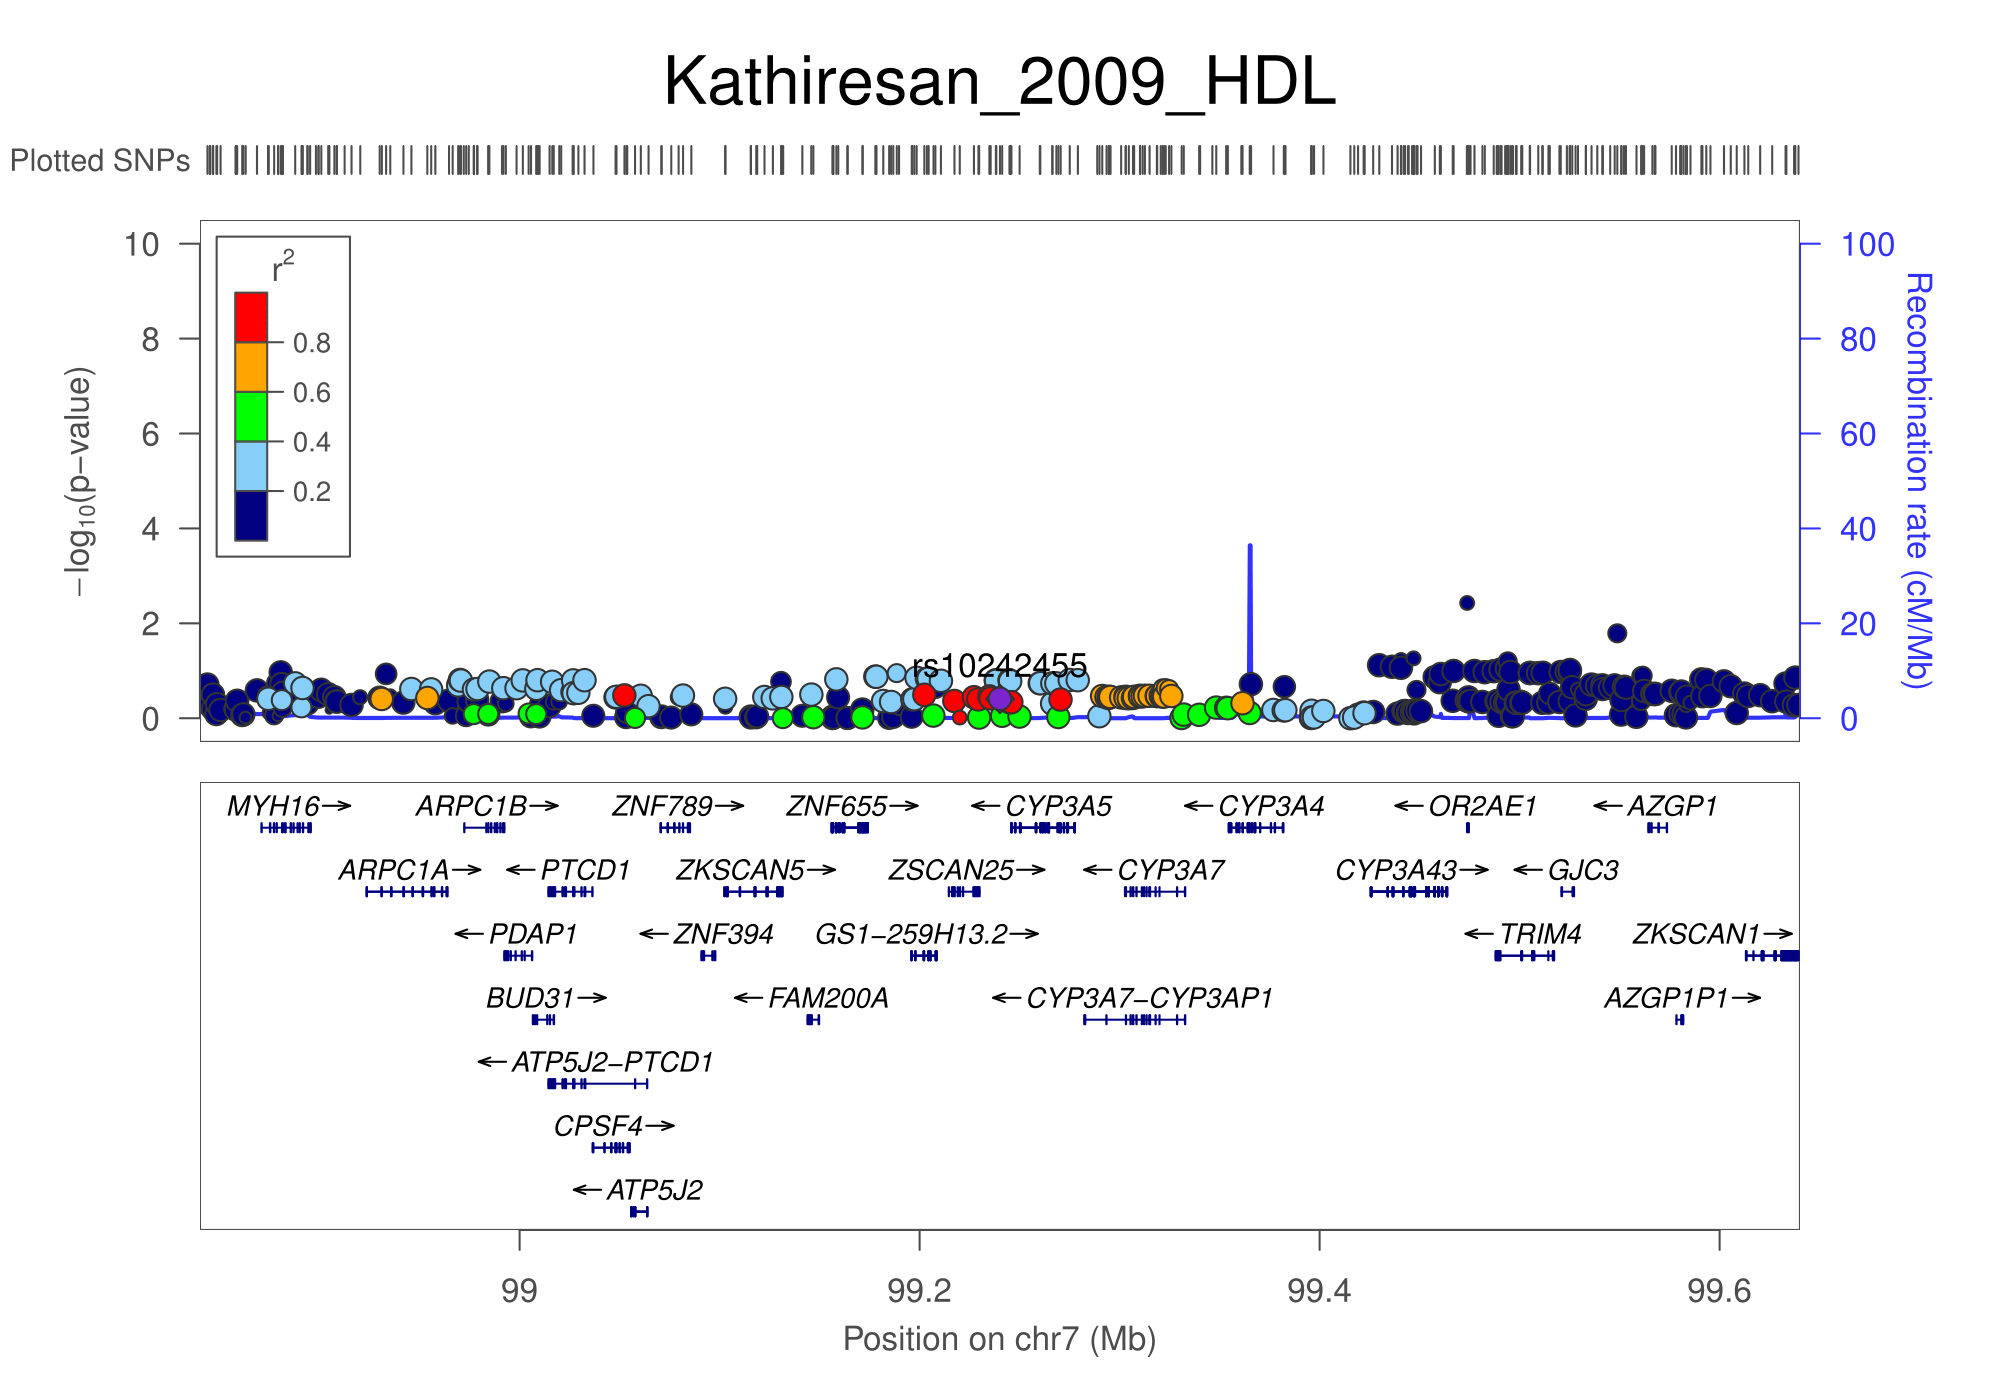 Kathiresan_2009_HDL
Plotted SNPs
10
8
6
4
2
0
−log10(p−value)
r2
0.8
0.6
0.4
0.2
rs10242455
100
80
60
40
20
0
Recombination rate (cM/Mb)
MYH16→ ARPC1B→ ZNF789→ ZNF655→ ←CYP3A5 ←CYP3A4 ←OR2AE1 ←AZGP1
ARPC1A→ ←PTCD1 ZKSCAN5→ ZSCAN25→ ←CYP3A7 CYP3A43→ ←GJC3
←PDAP1 ←ZNF394 GS1−259H13.2→ ←TRIM4 ZKSCAN1→
BUD31→ ←FAM200A ←CYP3A7−CYP3AP1 AZGP1P1→
←ATP5J2−PTCD1
CPSF4→
←ATP5J2
99 99.2 99.4 99.6
Position on chr7 (Mb)